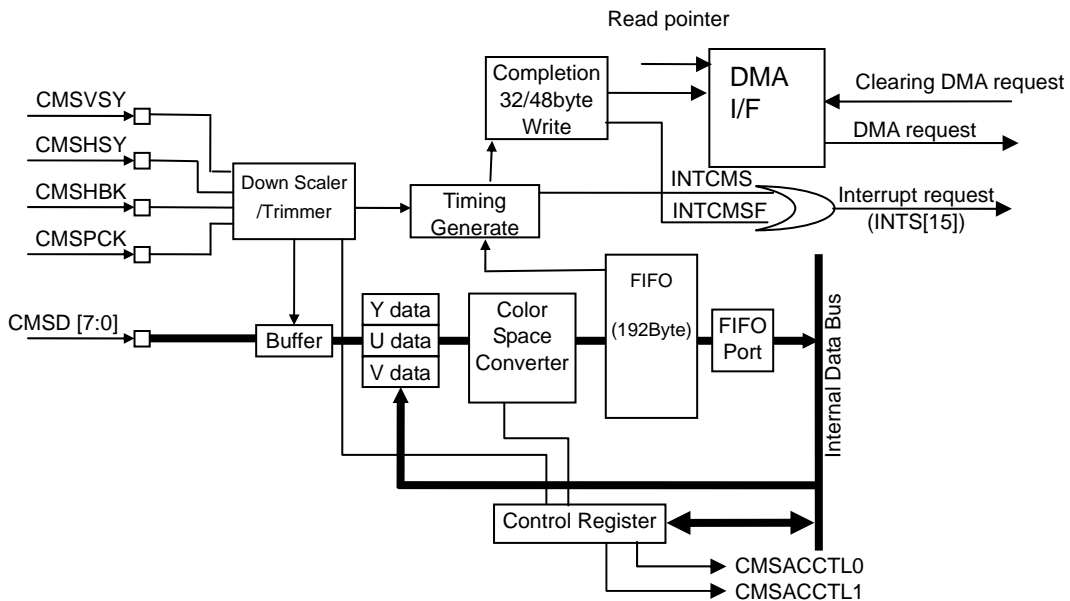 Read pointer
Completion
32/48byte
Write
DMA
I/F
Clearing DMA request
DMA request
CMSVSY
CMSHSY
CMSHBK
CMSPCK
Down Scaler
/Trimmer
Timing
Generate
INTCMS
INTCMSF
Interrupt request
(INTS[15])
CMSD [7:0]
Buffer
Y data
U data
V data
Color
Space
Converter
FIFO
(192Byte)
FIFO
Port
Internal Data Bus
Control Register
CMSACCTL0
CMSACCTL1